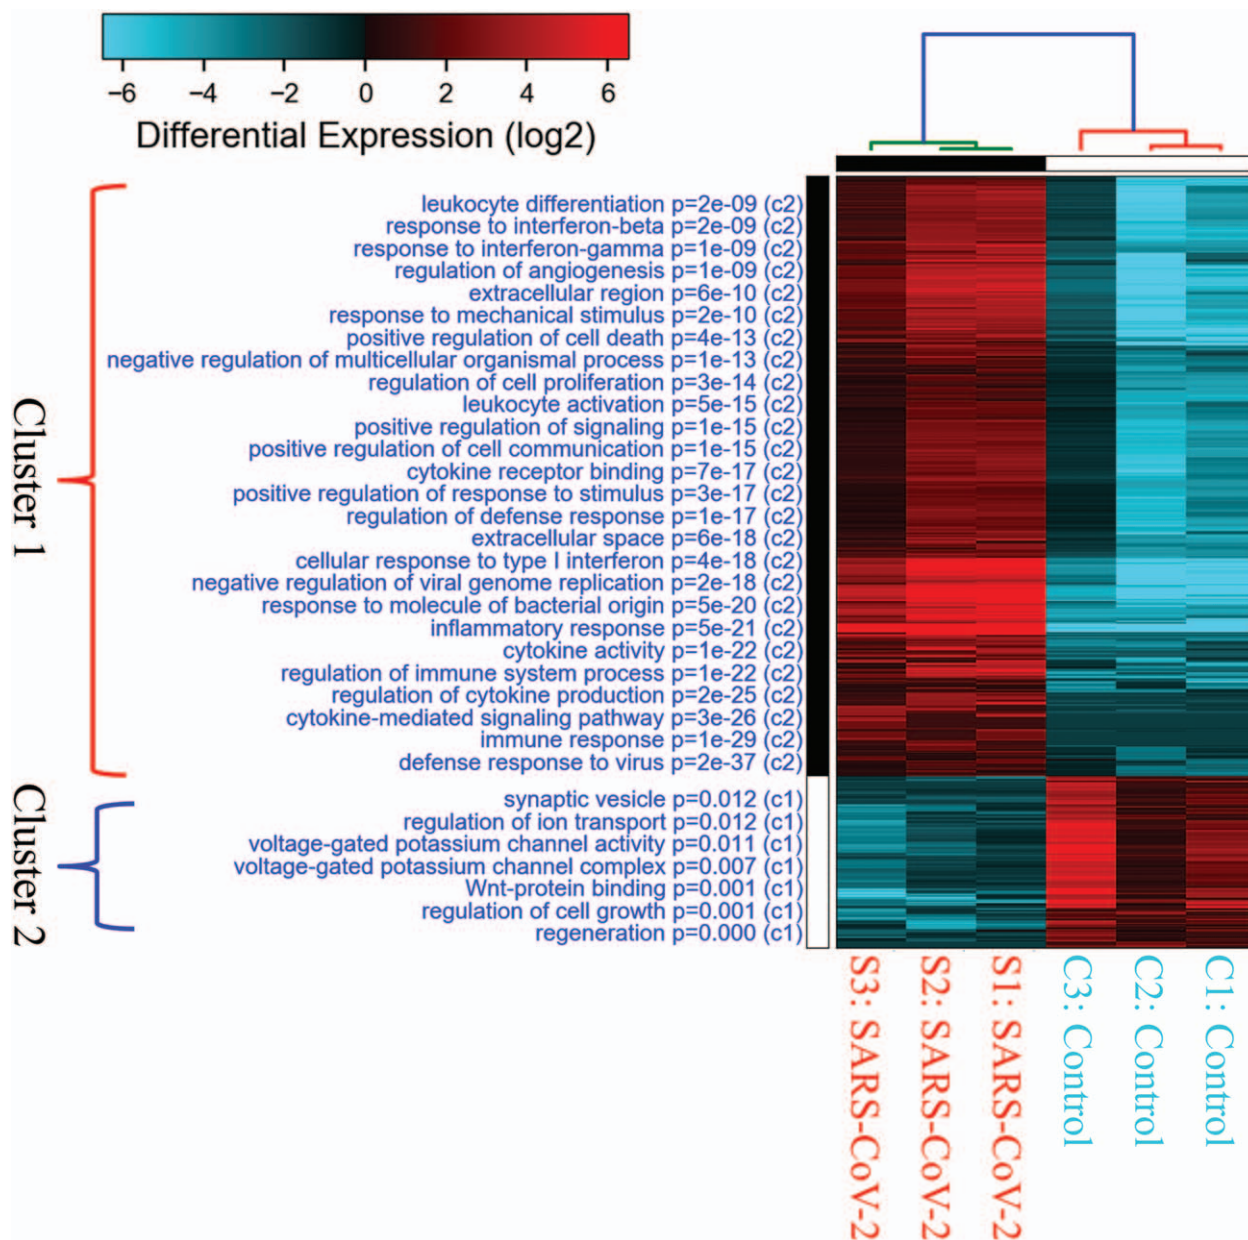 −6 −4 −2 0 2 4 6
Differential Expression (log2)
Cluster 1
leukocyte differentiation p=2e-09 (c2)
response to interferon-beta p=2e-09 (c2)
response to interferon-gamma p=1e-09 (c2)
regulation of angiogenesis p=1e-09 (c2)
extracellular region p=6e-10 (c2)
response to mechanical stimulus p=2e-10 (c2)
positive regulation of cell death p=4e-13 (c2)
negative regulation of multicellular organismal process p=1e-13 (c2)
regulation of cell proliferation p=3e-14 (c2)
leukocyte activation p=5e-15 (c2)
positive regulation of signaling p=1e-15 (c2)
positive regulation of cell communication p=1e-15 (c2)
cytokine receptor binding p=7e-17 (c2)
positive regulation of response to stimulus p=3e-17 (c2)
regulation of defense response p=1e-17 (c2)
extracellular space p=6e-18 (c2)
cellular response to type I interferon p=4e-18 (c2)
negative regulation of viral genome replication p=2e-18 (c2)
response to molecule of bacterial origin p=5e-20 (c2)
inflammatory response p=5e-21 (c2)
cytokine activity p=1e-22 (c2)
regulation of immune system process p=1e-22 (c2)
regulation of cytokine production p=2e-25 (c2)
cytokine-mediated signaling pathway p=3e-26 (c2)
immune response p=1e-29 (c2)
defense response to virus p=2e-37 (c2)
Cluster 2
synaptic vesicle p=0.012 (c1)
regulation of ion transport p=0.012 (c1)
voltage-gated potassium channel activity p=0.011 (c1)
voltage-gated potassium channel complex p=0.007 (c1)
Wnt-protein binding p=0.001 (c1)
regulation of cell growth p=0.001 (c1)
regeneration p=0.000 (c1)
S3: SARS-CoV-2
S2: SARS-CoV-2
S1: SARS-CoV-2
C3: Control
C2: Control
C1: Control